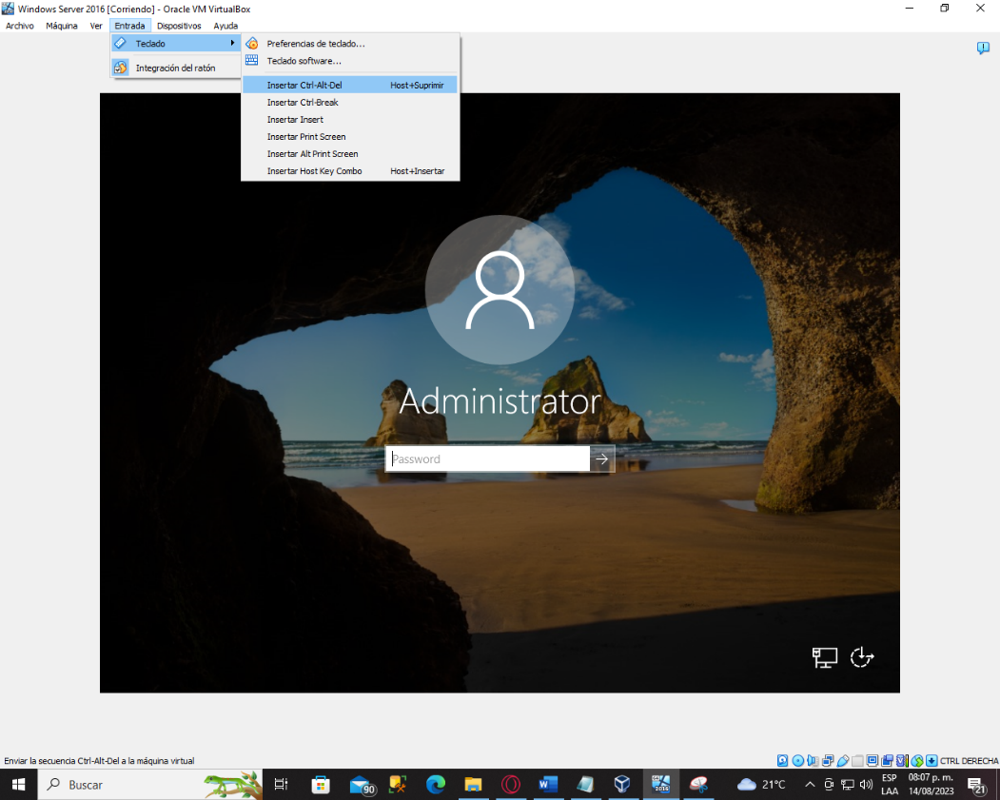 Windows Server 2016 [Corriendo] - Oracle VM VirtualBox
Archivo Máquina Ver Entrada Dispositivos Ayuda
Teclado
Integración del ratón
Preferencias de teclado...
Teclado software...
Insertar Ctrl-Alt-Del Host+Suprimir
Insertar Ctrl-Break
Insertar Insert
Insertar Print Screen
Insertar Alt Print Screen
Insertar Host Key Combo Host+Insertar
Administrator
Password
Enviar la secuencia Ctrl-Alt-Del a la máquina virtual
CTRL DERECHA
Buscar
90
2016
21°C
ESP
LAA
08:07 p. m.
14/08/2023
21